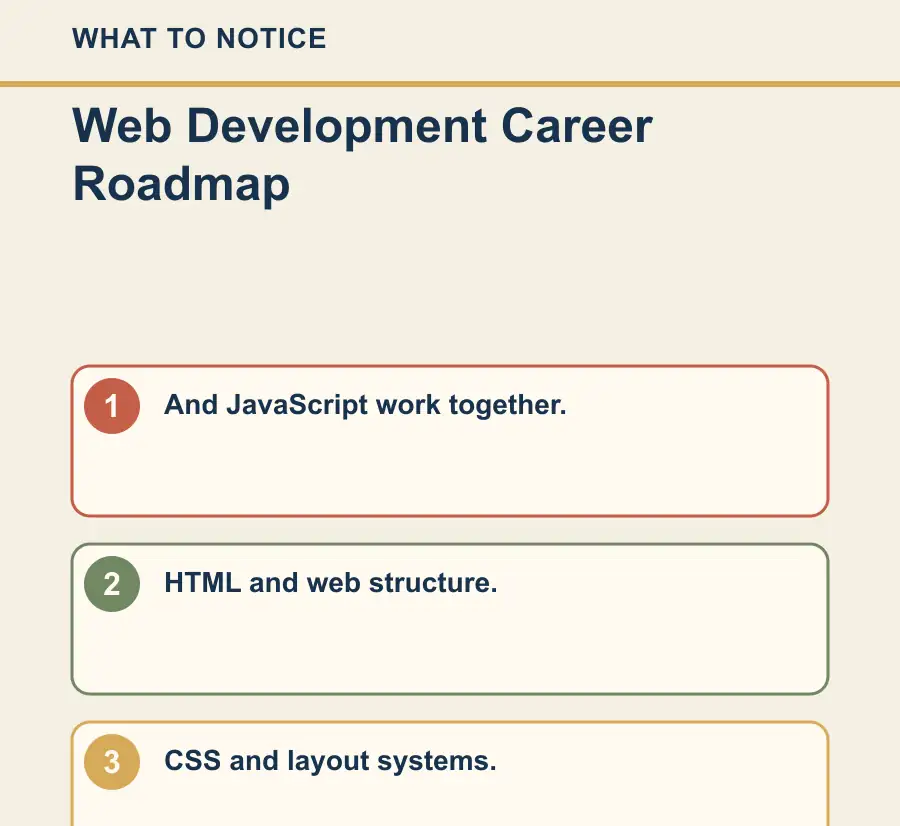 WHAT TO NOTICE
Web Development Career
Roadmap
1 And JavaScript work together.
2 HTML and web structure.
3 CSS and layout systems.